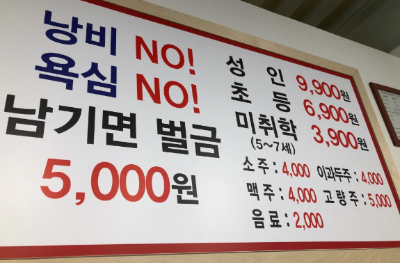 낭비 NO!
욕심 NO!
남기면 벌금
5,000원
성 인 9,900원
초 등 6,900원
미취학 3,900원
(5~7세)
소주 : 4,000 이과두주 : 4,000
맥주 : 4,000 고량주 : 5,000
음료 : 2,000